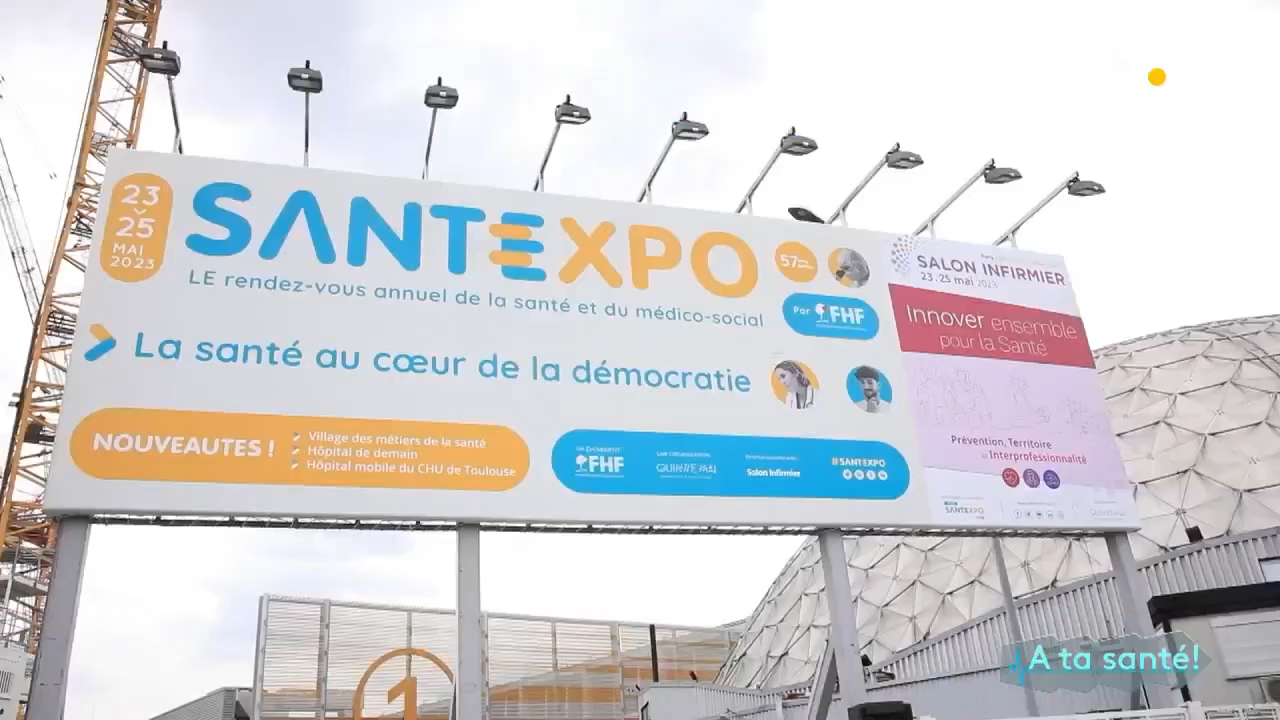 23
25
MAI
2023
SANTEXPO
LE rendez-vous annuel de la santé et du médico-social
57
Par FHF
La santé au cœur de la démocratie
NOUVEAUTES !
Village des métiers de la santé
Hôpital de demain
Hôpital mobile du CHU de Toulouse
FHF
Salon Infirmier
#SANTEXPO
SALON INFIRMIER
23.25 mai 2023
Innover ensemble
pour la Santé
Prévention, Territoire
et Interprofessionnalité
SANTEXPO
1
A ta santé!